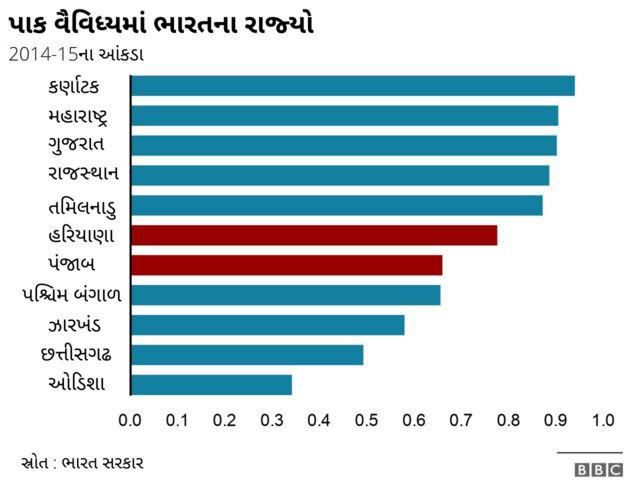 પાક વૈવિધ્યમાં ભારતના રાજ્યો
2014-15ના આંકડા
કર્ણાટક
મહારાષ્ટ્ર
ગુજરાત
રાજસ્થાન
તમિલનાડુ
હરિયાણા
પંજાબ
પશ્ચિમ બંગાળ
ઝારખંડ
છત્તીસગઢ
ઓડિશા
0.0 0.1 0.2 0.3 0.4 0.5 0.6 0.7 0.8 0.9 1.0
સ્રોત : ભારત સરકાર
BBC